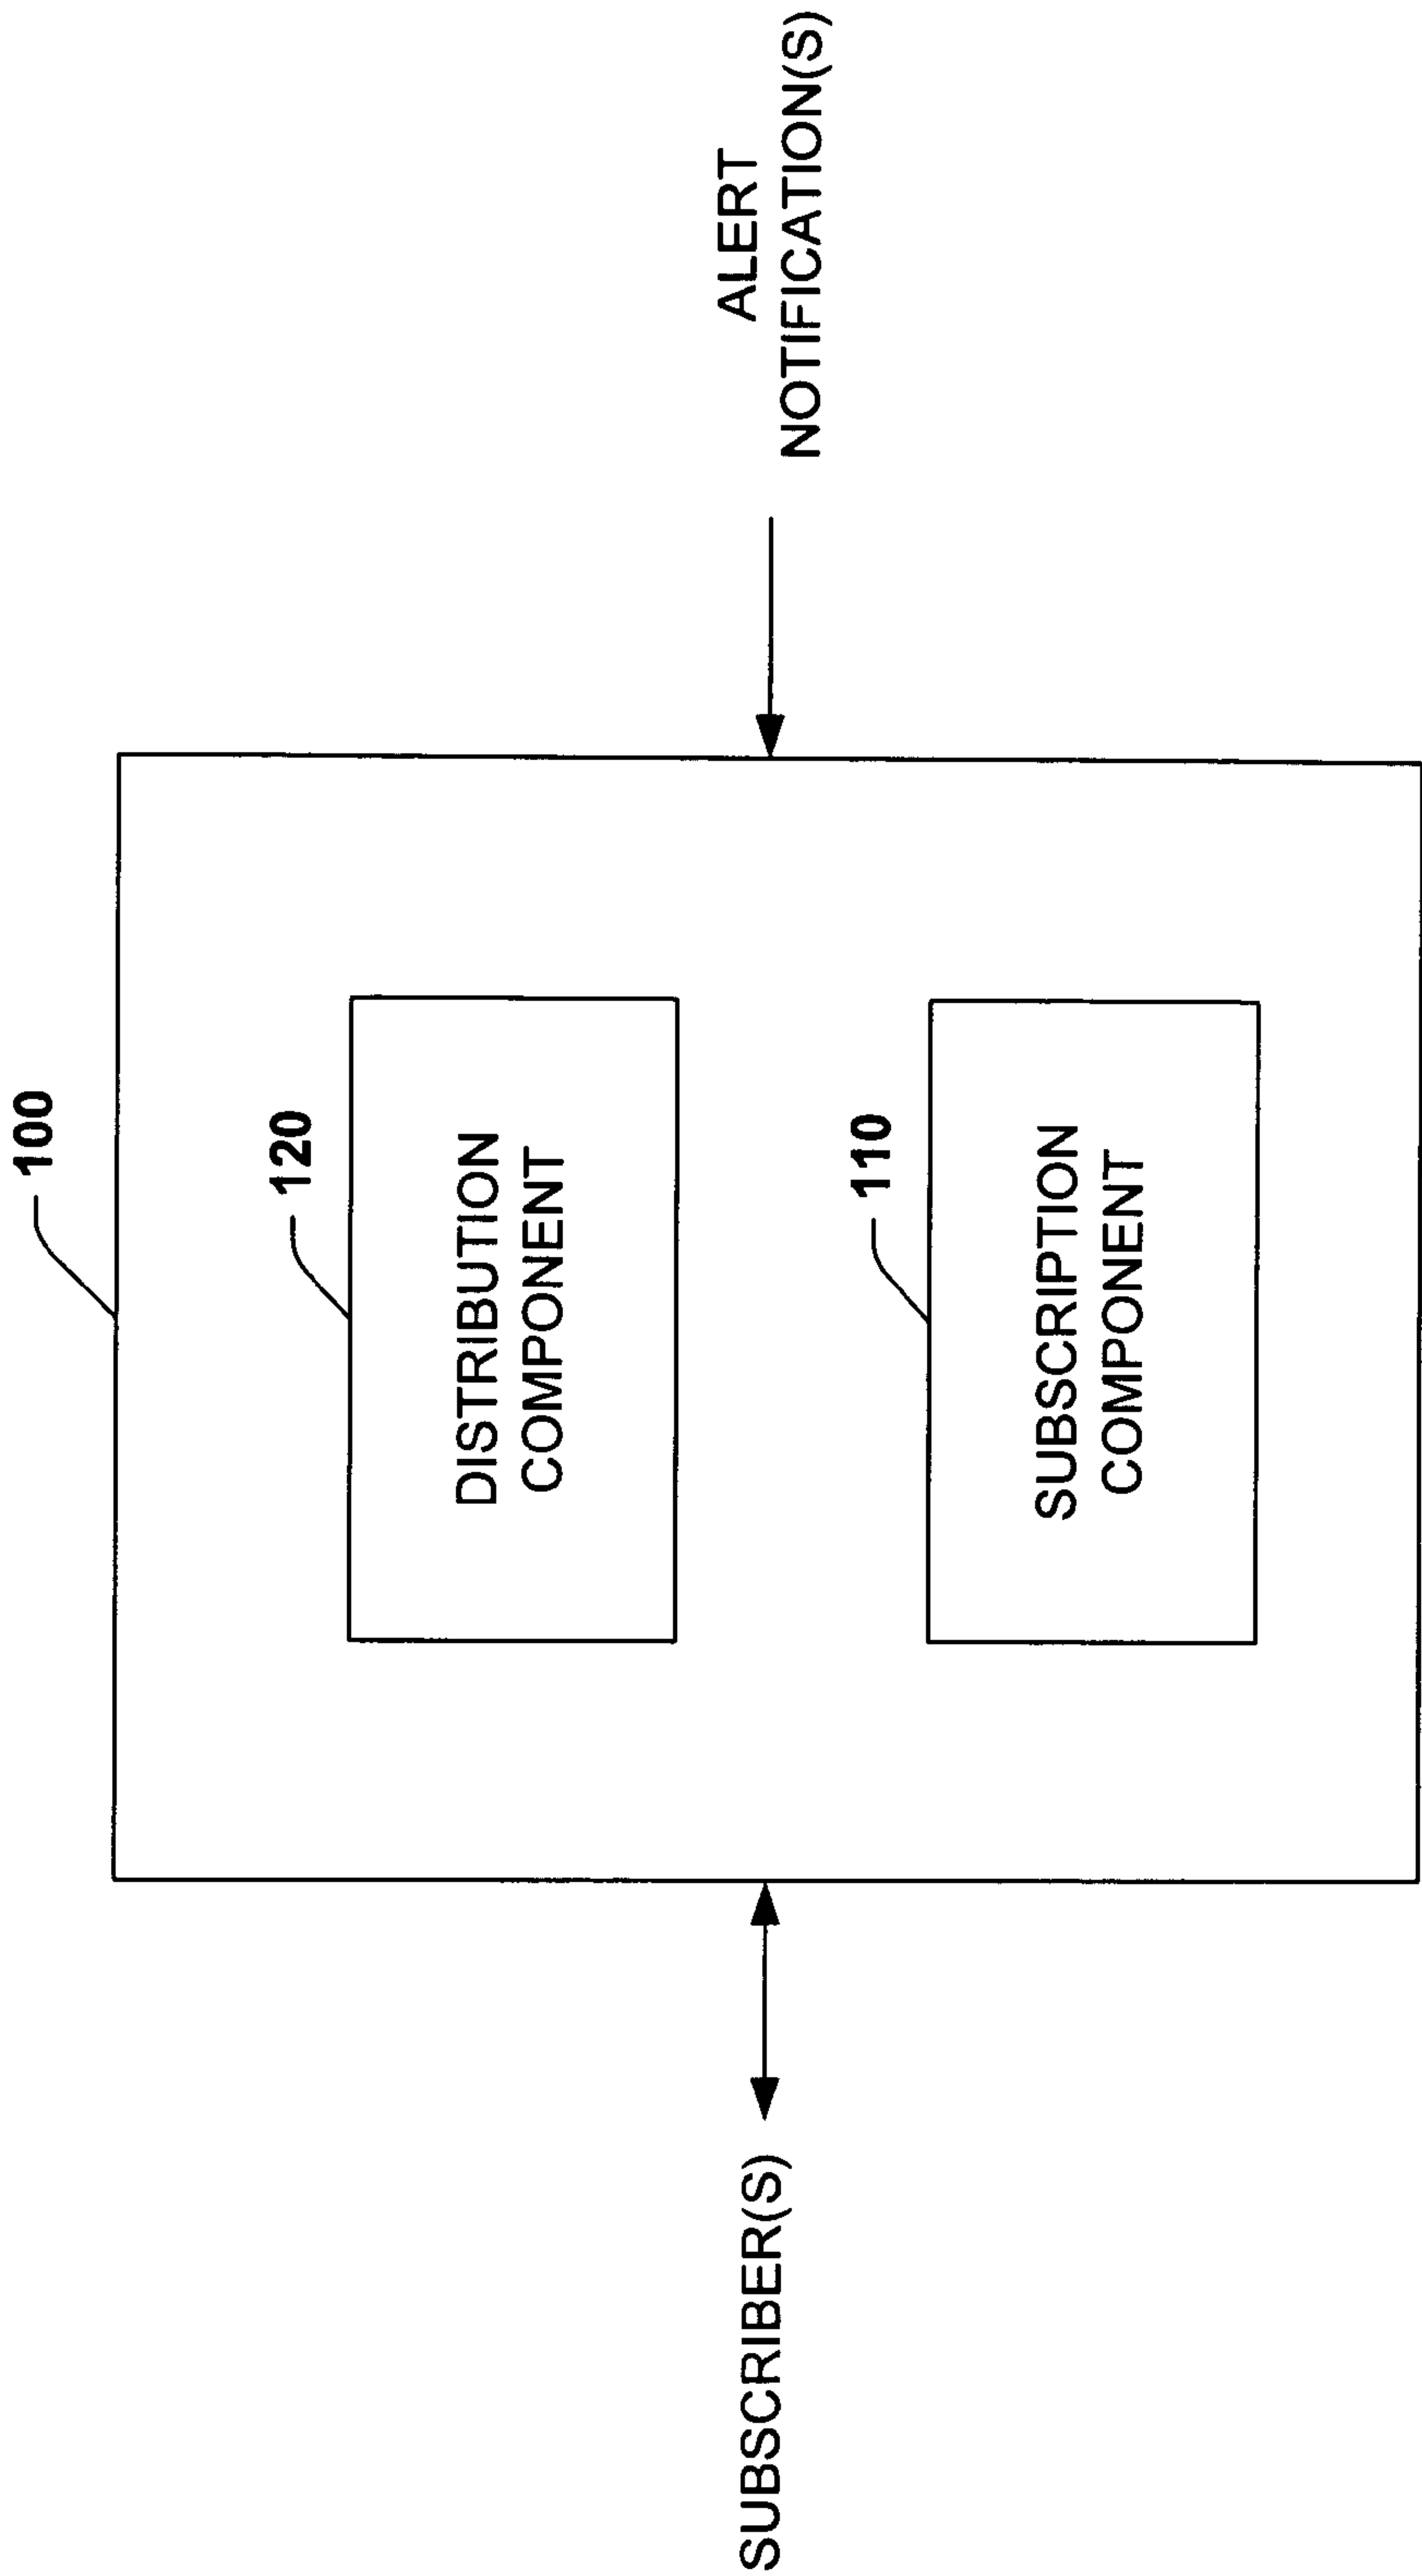 100
120
DISTRIBUTION
COMPONENT
110
SUBSCRIPTION
COMPONENT
SUBSCRIBER(S)
ALERT
NOTIFICATION(S)